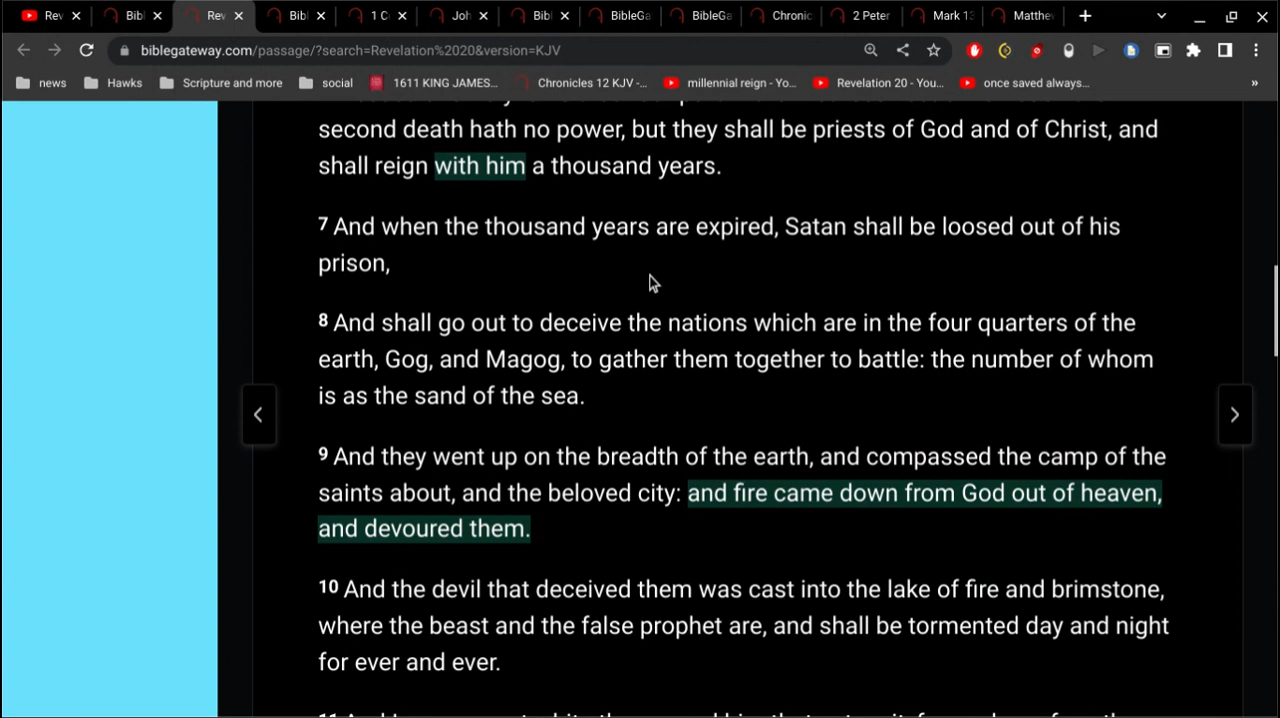 Rev
Bibl
Rev
Bibl
1 C
Joh
Bibl
BibleGa
BibleGa
Chronic
2 Peter
Mark 13
Matthe
biblegateway.com/passage/?search=Revelation%2020&version=KJV
news
Hawks
Scripture and more
social
1611 KING JAMES...
Chronicles 12 KJV -...
millennial reign - Yo...
Revelation 20 - You...
once saved always...
»
second death hath no power, but they shall be priests of God and of Christ, and
shall reign with him a thousand years.
7 And when the thousand years are expired, Satan shall be loosed out of his
prison,
8 And shall go out to deceive the nations which are in the four quarters of the
earth, Gog, and Magog, to gather them together to battle: the number of whom
is as the sand of the sea.
9 And they went up on the breadth of the earth, and compassed the camp of the
saints about, and the beloved city: and fire came down from God out of heaven,
and devoured them.
10 And the devil that deceived them was cast into the lake of fire and brimstone,
where the beast and the false prophet are, and shall be tormented day and night
for ever and ever.